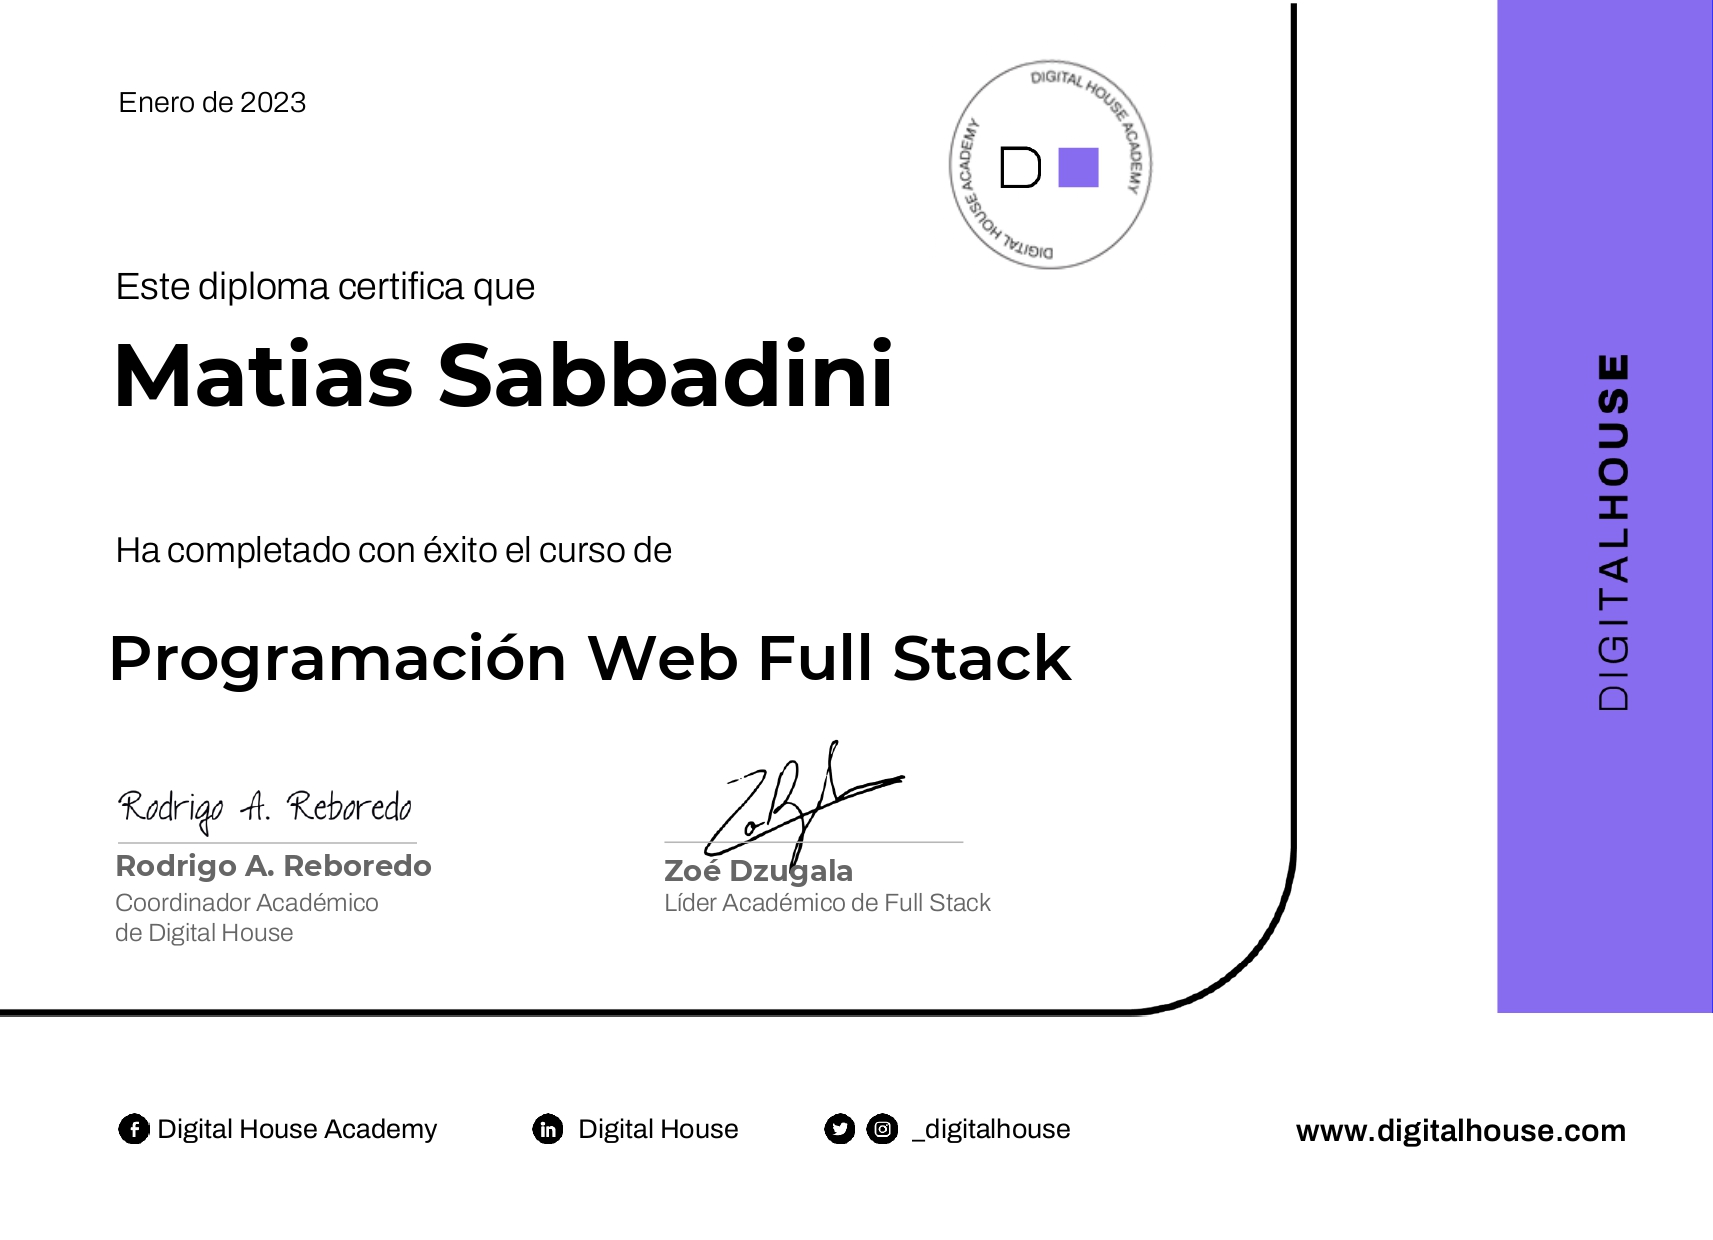 Enero de 2023
DIGITAL HOUSE ACADEMY
DIGITAL HOUSE ACADEMY
D
Este diploma certifica que
Matias Sabbadini
Ha completado con éxito el curso de
Programación Web Full Stack
Rodrigo A. Reboredo
Rodrigo A. Reboredo
Coordinador Académico
de Digital House
Zoé Dzugala
Líder Académico de Full Stack
DIGITALHOUSE
Digital House Academy
Digital House
_digitalhouse
www.digitalhouse.com